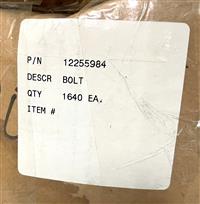 P/N 12255984
DESCR BOLT
QTY 1640 EA.
ITEM #